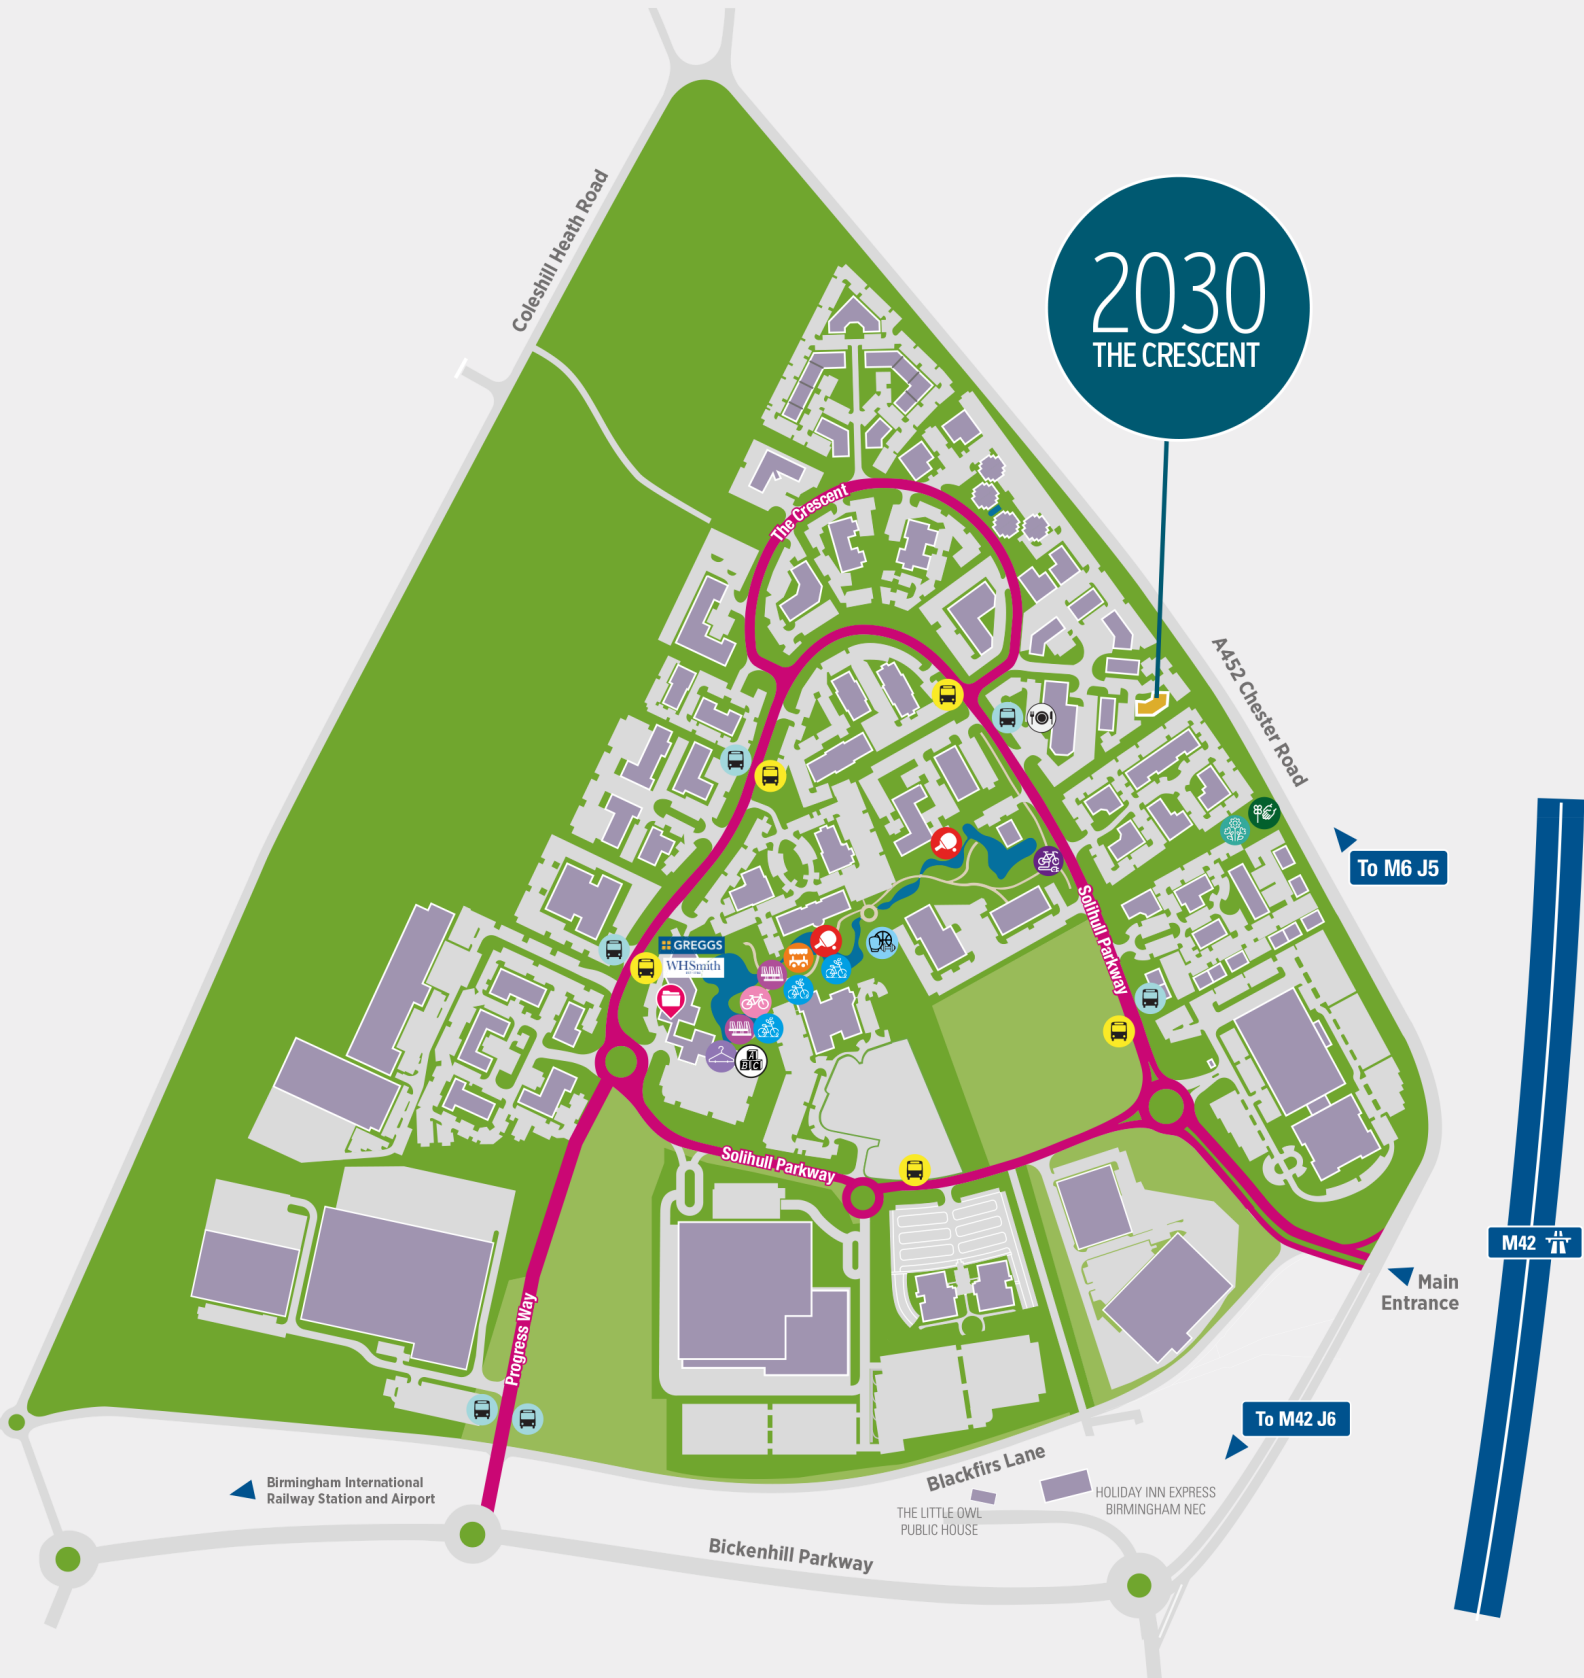 Coleshill Heath Road
2030
THE CRESCENT
The Crescent
A452 Chester Road
To M6 J5
Solihull Parkway
GREGGS
WHSmith
A
B C
Solihull Parkway
M42
Main
Entrance
Progress Way
To M42 J6
Blackfirs Lane
Birmingham International
Railway Station and Airport
HOLIDAY INN EXPRESS
BIRMINGHAM NEC
THE LITTLE OWL
PUBLIC HOUSE
Bickenhill Parkway